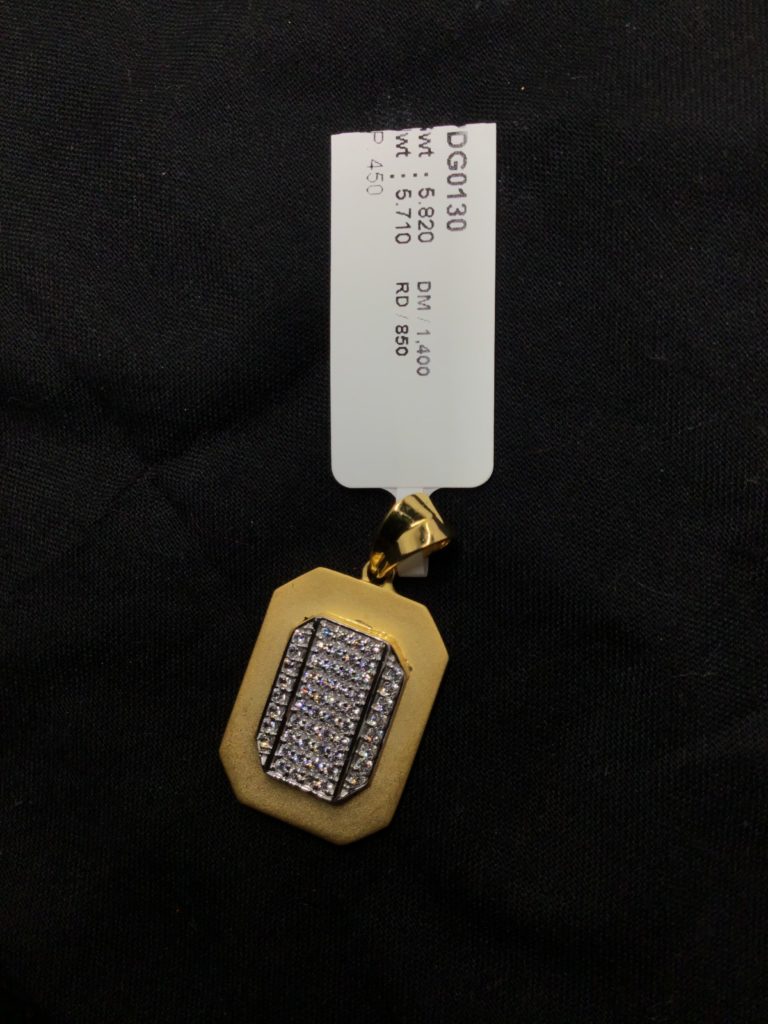 DG0130
wt : 5.820 DM / 1,400
wt : 5.710 RD / 850
P. 450